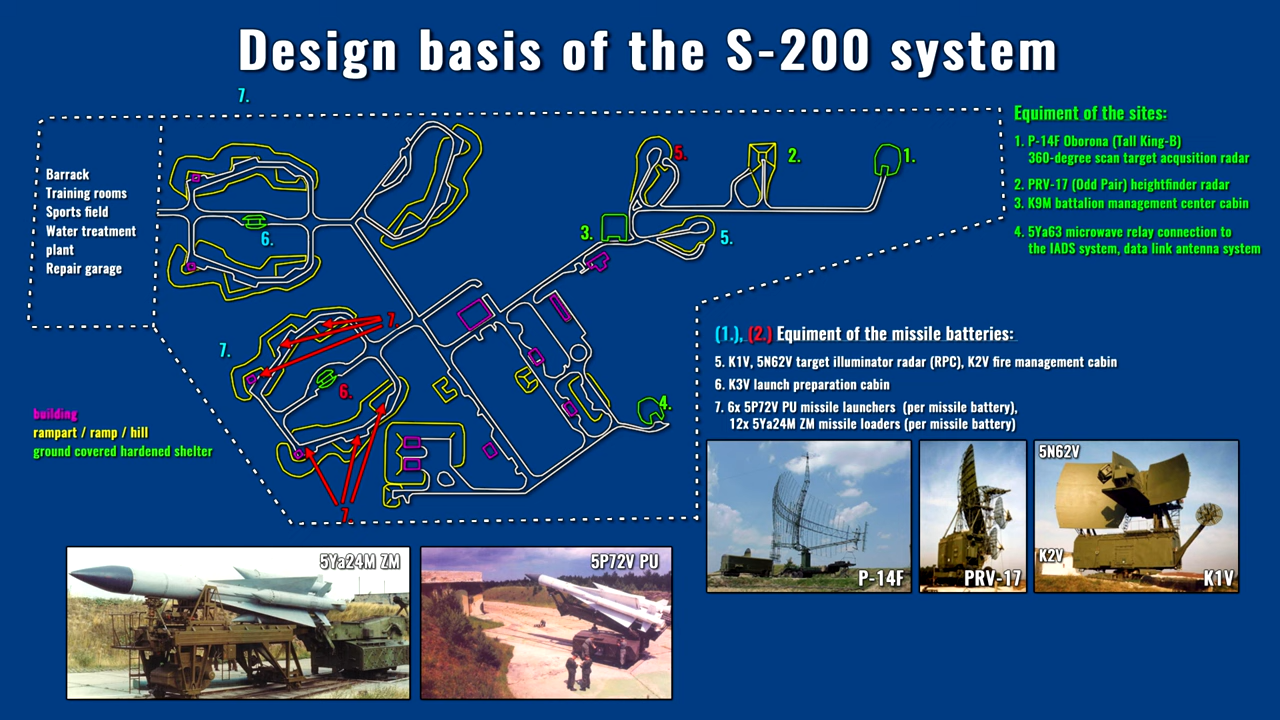 Design basis of the S-200 system
7.
Equiment of the sites:
1. P-14F Oborona (Tall King-B)
360-degree scan target acqusition radar
2. PRV-17 (Odd Pair) heightfinder radar
3. K9M battalion management center cabin
4. 5Ya63 microwave relay connection to
the IADS system, data link antenna system
Barrack
Training rooms
Sports field
Water treatment
plant
Repair garage
5.
2.
1.
6.
3.
5.
7.
7.
6.
4.
7.
building
rampart / ramp / hill
ground covered hardened shelter
(1.), (2.) Equiment of the missile batteries:
5. K1V, 5N62V target illuminator radar (RPC), K2V fire management cabin
6. K3V launch preparation cabin
7. 6x 5P72V PU missile launchers (per missile battery),
12x 5Ya24M ZM missile loaders (per missile battery)
5Ya24M ZM
5P72V PU
P-14F
PRV-17
5N62V
K2V
K1V